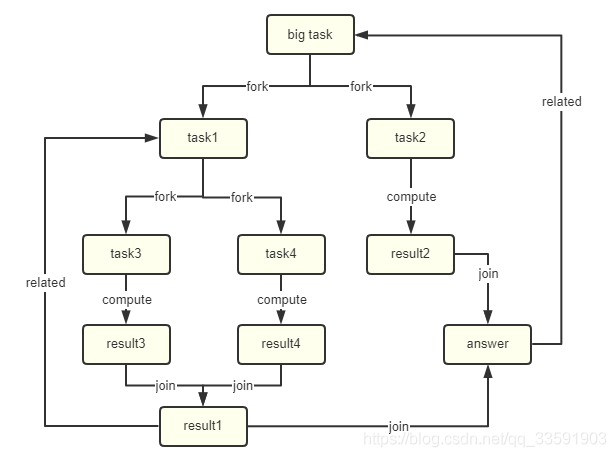 big task
fork
fork
related
task1
task2
fork
fork
compute
task3
task4
result2
join
related
compute
compute
result3
result4
answer
join
join
result1
join
https://blog.csdn.net/qq_33591903